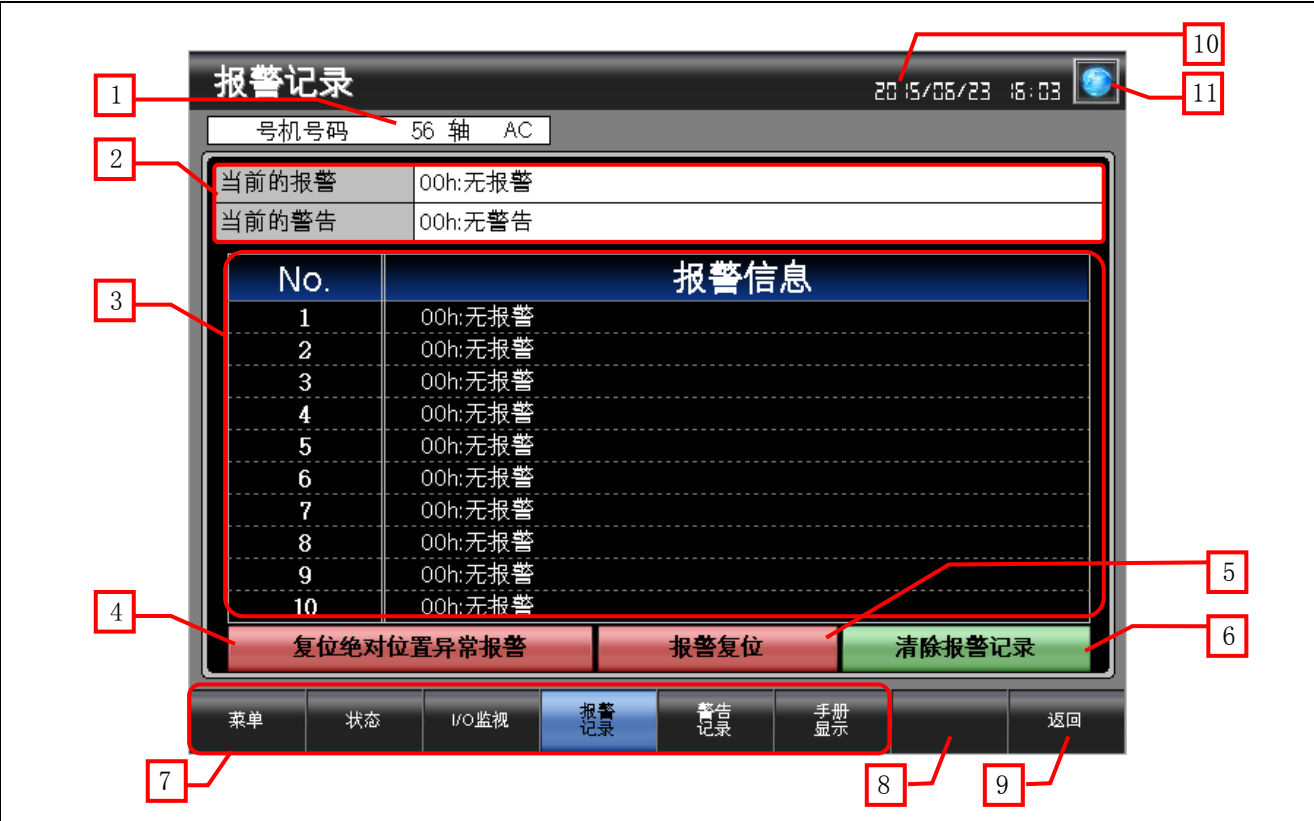 10
报警记录
2015/06/23 16:03
11
1
号机号码 56 轴 AC
2
当前的报警 00h:无报警
当前的警告 00h:无警告
No. 报警信息
3
1 00h:无报警
2 00h:无报警
3 00h:无报警
4 00h:无报警
5 00h:无报警
6 00h:无报警
7 00h:无报警
8 00h:无报警
9 00h:无报警
10 00h:无报警
5
4
复位绝对位置异常报警 报警复位 清除报警记录
6
菜单 状态 I/O监视 报警记录 警告记录 手册显示 返回
7
8
9